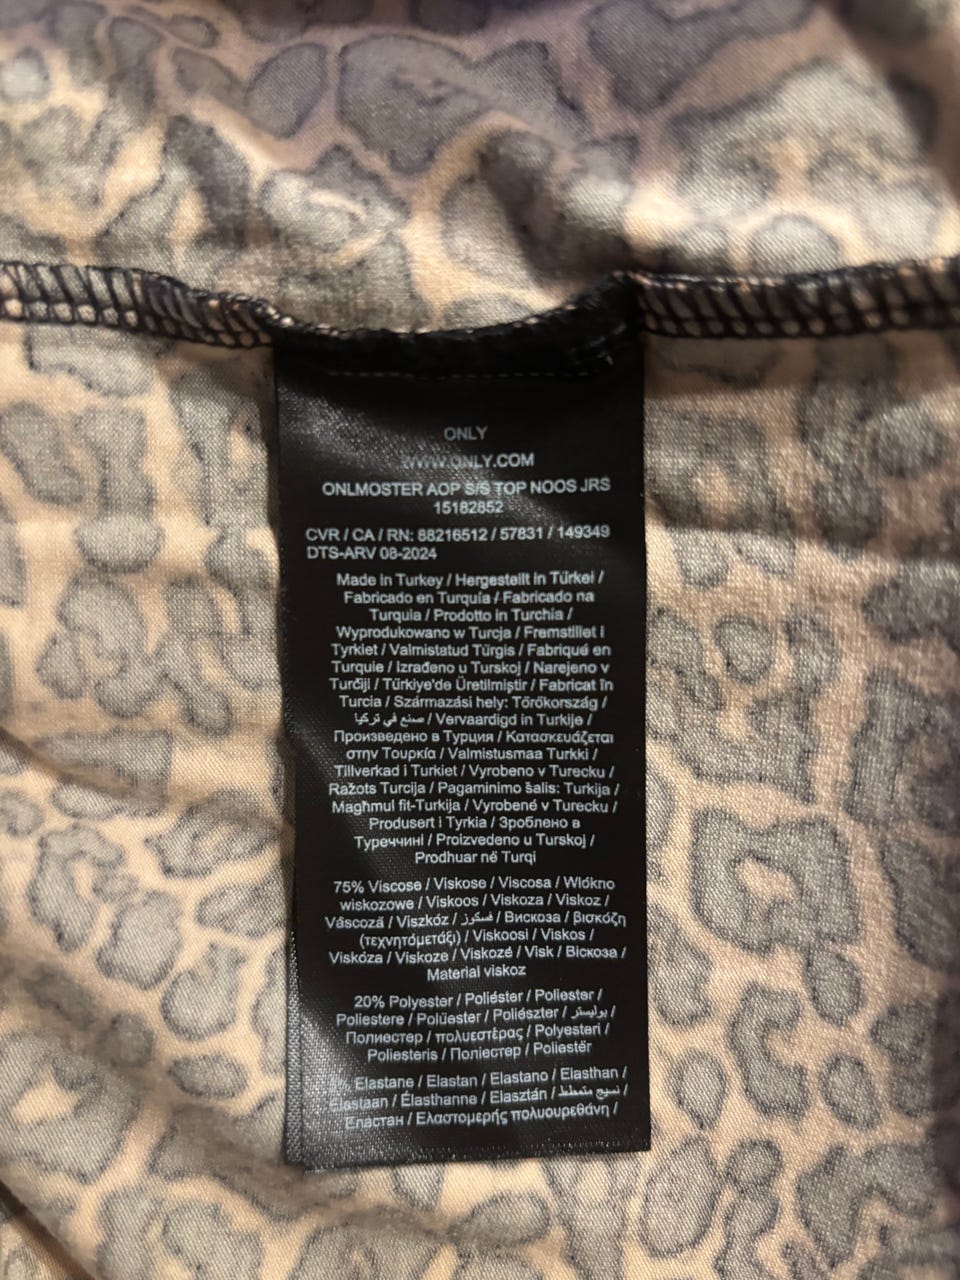 ONLY
WWW.ONLY.COM
ONLMOSTER AOP S/S TOP NOOS JRS
15182852
CVR / CA / RN: 88216512 / 57831 / 149349
DTS-ARV 08-2024
Made in Turkey / Hergestellt in Türkei /
Fabricado en Turquía / Fabricado na
Turquia / Prodotto in Turchia /
Wyprodukowano w Turcja / Fremstillet i
Tyrkiet / Valmistatud Türgis / Fabriqué en
Turquie / Izrađeno u Turskoj / Narejeno v
Turčiji / Türkiye'de Üretilmiştir / Fabricat în
Turcia / Származási hely: Törökország /
صنع في تركيا / Vervaardigd in Turkije /
Произведено в Турции / Κατασκευάζεται
στην Τουρκία / Valmistusmaa Turkki /
Tillverkad i Turkiet / Vyrobeno v Turecku /
Ražots Turcija / Pagaminimo šalis: Turkija /
Magħmul fit-Turkija / Vyrobené v Turecku /
Produsert i Tyrkia / Зроблено в
Туреччині / Proizvedeno u Turskoj /
Prodhuar në Turqi
75% Viscose / Viskose / Viscosa / Włókno
wiskozowe / Viskoos / Viskoza / Viskoz /
Vâscoză / Viszkóz / فسكوز / Вискоза / βισκόζη
(τεχνητόμετάξι) / Viskoosi / Viskos /
Viskóza / Viskoze / Viskozė / Visk / Віскоза /
Material viskoz
20% Polyester / Poliéster / Poliester /
Poliestere / Polüester / Poliészter / بوليستر /
Полиестер / πολυεστέρας / Polyesteri /
Poliesteris / Поліестер / Poliestër
Elastane / Elastan / Elastano / Elasthan /
Elastaan / Élasthanne / Elasztán / نسيج متمطط /
Еластан / Ελαστομερής πολυουρεθάνη /